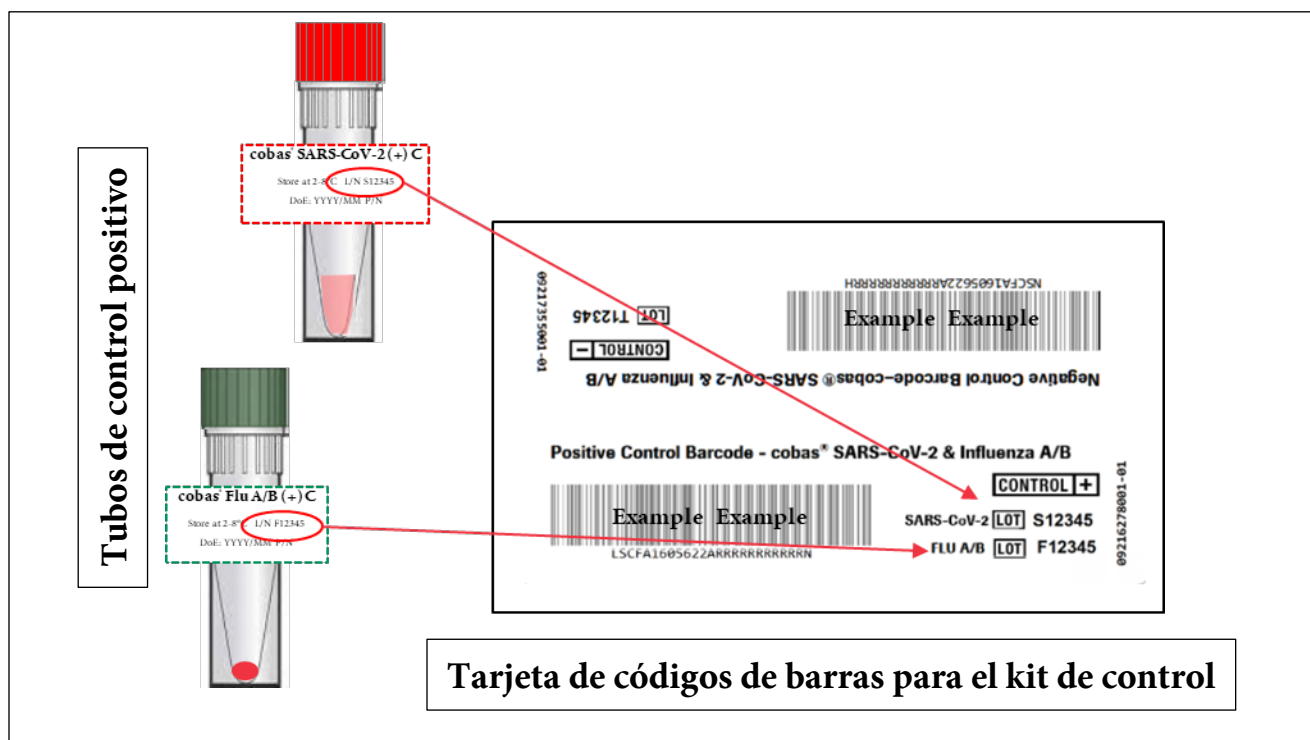 Tubos de control positivo
cobas® SARS-CoV-2 (+) C
Store at 2-8°C L/N S12345
DoE: YYYY/MM P/N
cobas® Flu A/B (+) C
Store at 2-8°C L/N F12345
DoE: YYYY/MM P/N
09217355001-01
NSCFA1605622ARRRRRRRRRRRH
Example Example
LOT T12345
CONTROL -
Negative Control Barcode-cobas® SARS-CoV-2 & Influenza A/B
Positive Control Barcode - cobas® SARS-CoV-2 & Influenza A/B
CONTROL +
Example Example
LSCFA1605622ARRRRRRRRRRRRN
SARS-CoV-2 LOT S12345
FLU A/B LOT F12345
09216278001-01
Tarjeta de códigos de barras para el kit de control